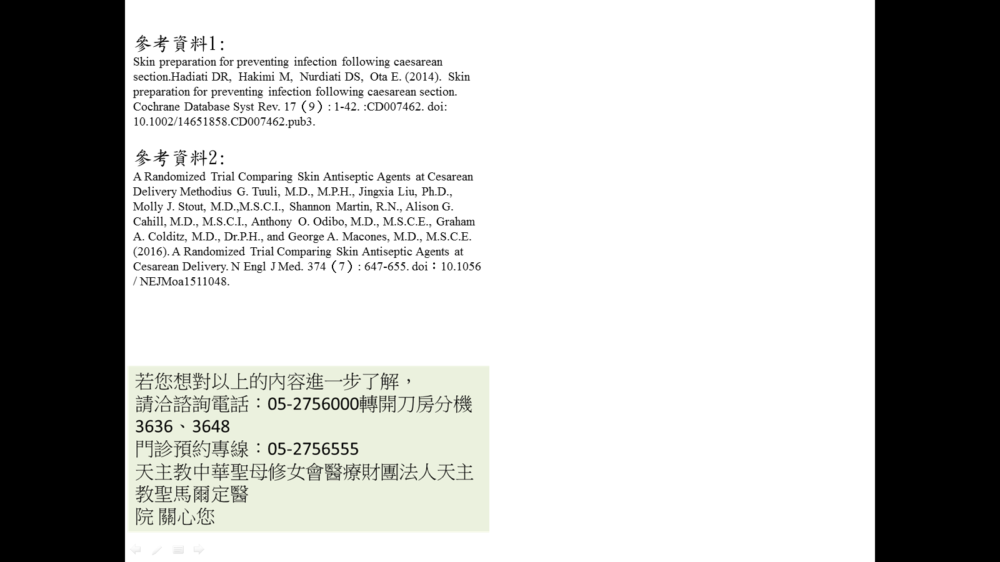 參考資料1:
Skin preparation for preventing infection following caesarean
section.Hadiati DR, Hakimi M, Nurdiati DS, Ota E. (2014). Skin
preparation for preventing infection following caesarean section.
Cochrane Database Syst Rev. 17（9）: 1-42. :CD007462. doi:
10.1002/14651858.CD007462.pub3.
參考資料2:
A Randomized Trial Comparing Skin Antiseptic Agents at Cesarean
Delivery Methodius G. Tuuli, M.D., M.P.H., Jingxia Liu, Ph.D.,
Molly J. Stout, M.D.,M.S.C.I., Shannon Martin, R.N., Alison G.
Cahill, M.D., M.S.C.I., Anthony O. Odibo, M.D., M.S.C.E., Graham
A. Colditz, M.D., Dr.P.H., and George A. Macones, M.D., M.S.C.E.
(2016). A Randomized Trial Comparing Skin Antiseptic Agents at
Cesarean Delivery. N Engl J Med. 374（7）: 647-655. doi：10.1056
/ NEJMoa1511048.
若您想對以上的內容進一步了解，
請洽諮詢電話：05-2756000轉開刀房分機
3636、3648
門診預約專線：05-2756555
天主教中華聖母修女會醫療財團法人天主
教聖馬爾定醫
院 關心您